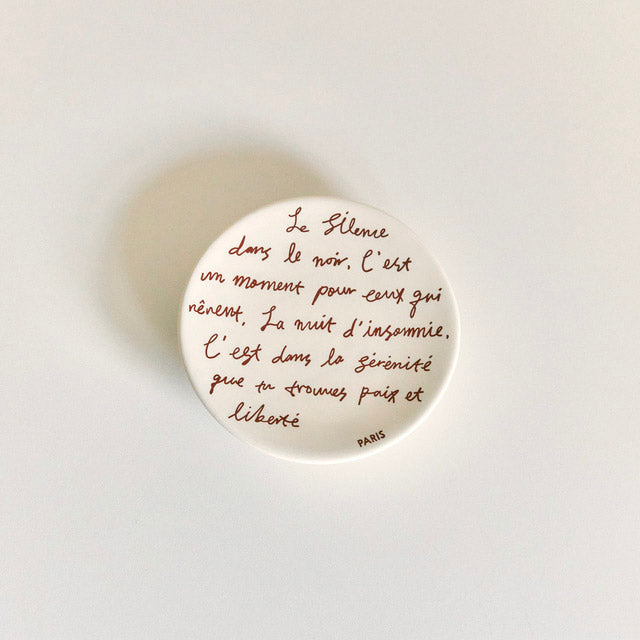 Le Silence
dans le noir. C'est
un moment pour ceux qui
rêvent. La nuit d'insomnie.
C'est dans la sérénité
que tu trouves paix et
liberté
PARIS